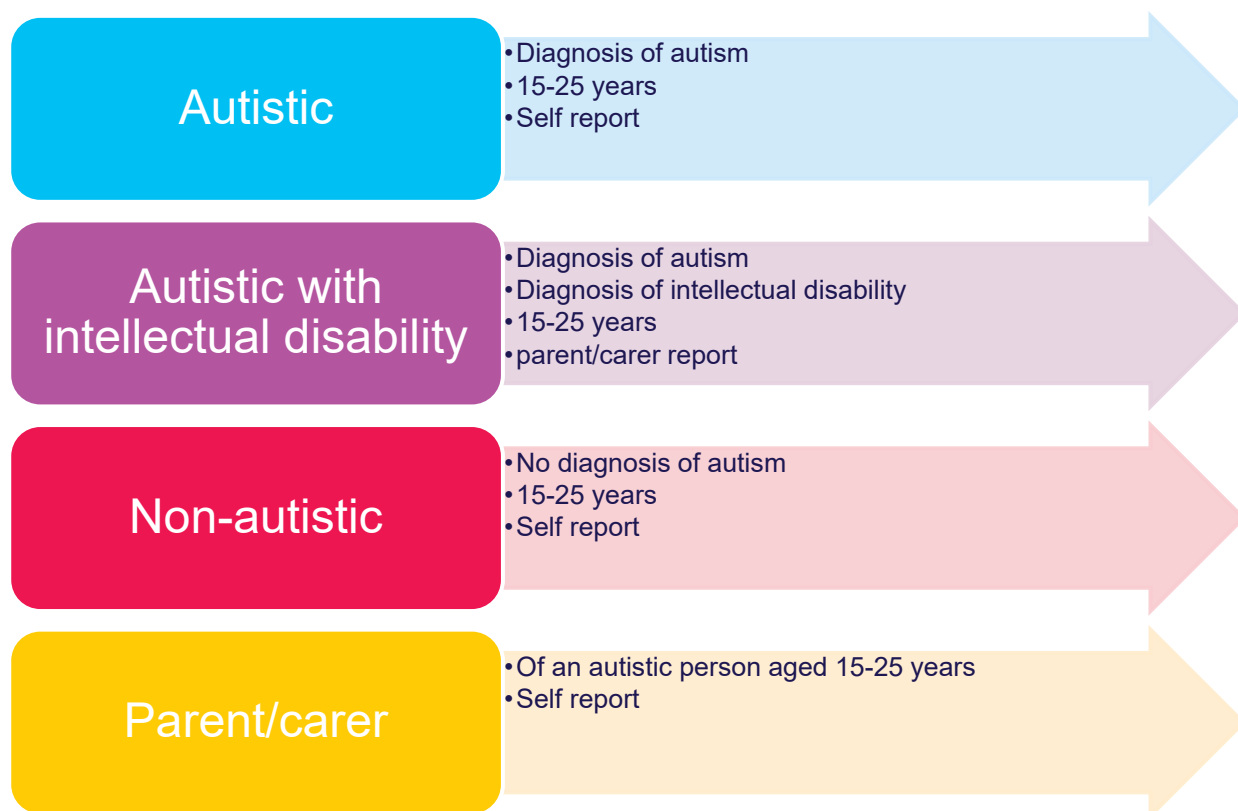 Autistic
•Diagnosis of autism
•15-25 years
•Self report
Autistic with
intellectual disability
•Diagnosis of autism
•Diagnosis of intellectual disability
•15-25 years
•parent/carer report
Non-autistic
•No diagnosis of autism
•15-25 years
•Self report
Parent/carer
•Of an autistic person aged 15-25 years
•Self report